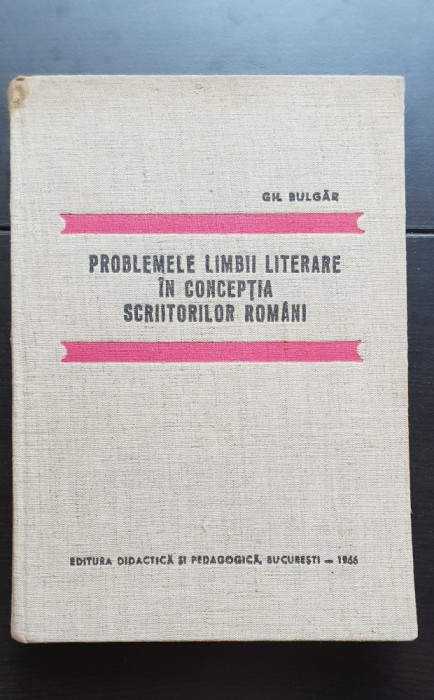 GH. BULGĂR
PROBLEMELE LIMBII LITERARE
ÎN CONCEPȚIA
SCRIITORILOR ROMÂNI
EDITURA DIDACTICĂ ȘI PEDAGOGICĂ, BUCUREȘTI — 1966